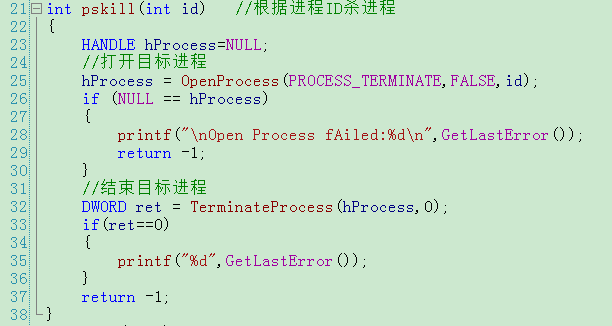 21 int pskill(int id)   //根据进程ID杀进程
22 {
23     HANDLE hProcess=NULL;
24     //打开目标进程
25     hProcess = OpenProcess(PROCESS_TERMINATE,FALSE,id);
26     if (NULL == hProcess)
27     {
28         printf("\nOpen Process fAiled:%d\n",GetLastError());
29         return -1;
30     }
31     //结束目标进程
32     DWORD ret = TerminateProcess(hProcess,0);
33     if(ret==0)
34     {
35         printf("%d",GetLastError());
36     }
37     return -1;
38 }